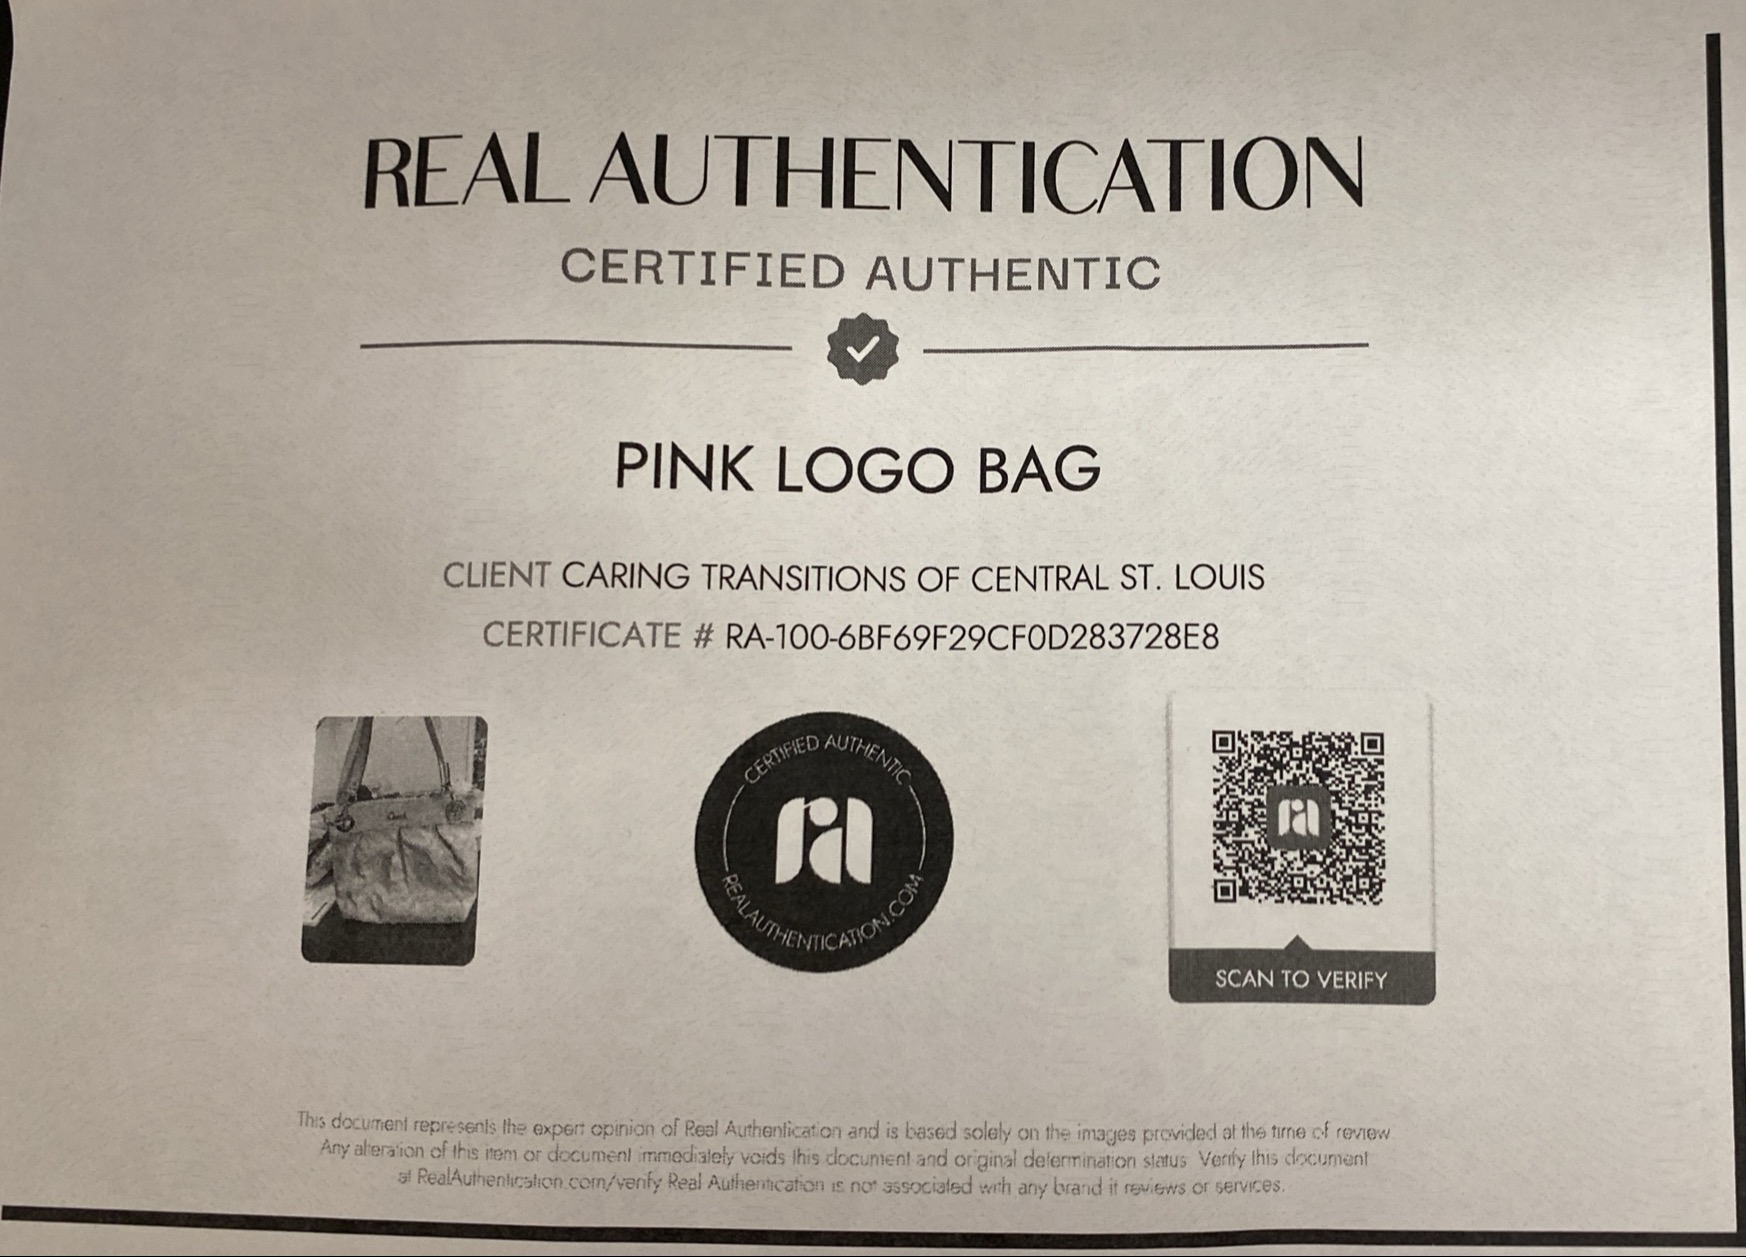 REAL AUTHENTICATION
CERTIFIED AUTHENTIC
PINK LOGO BAG
CLIENT CARING TRANSITIONS OF CENTRAL ST. LOUIS
CERTIFICATE # RA-100-6BF69F29CF0D283728E8
CERTIFIED AUTHENTIC
ra
REALAUTHENTICATION.COM
ra
SCAN TO VERIFY
This document represents the expert opinion of Real Authentication and is based solely on the images provided at the time of review
Any alteration of this item or document immediately voids this document and original determination status Verify this document
at RealAuthentication.com/verify Real Authentication is not associated with any brand it reviews or services.